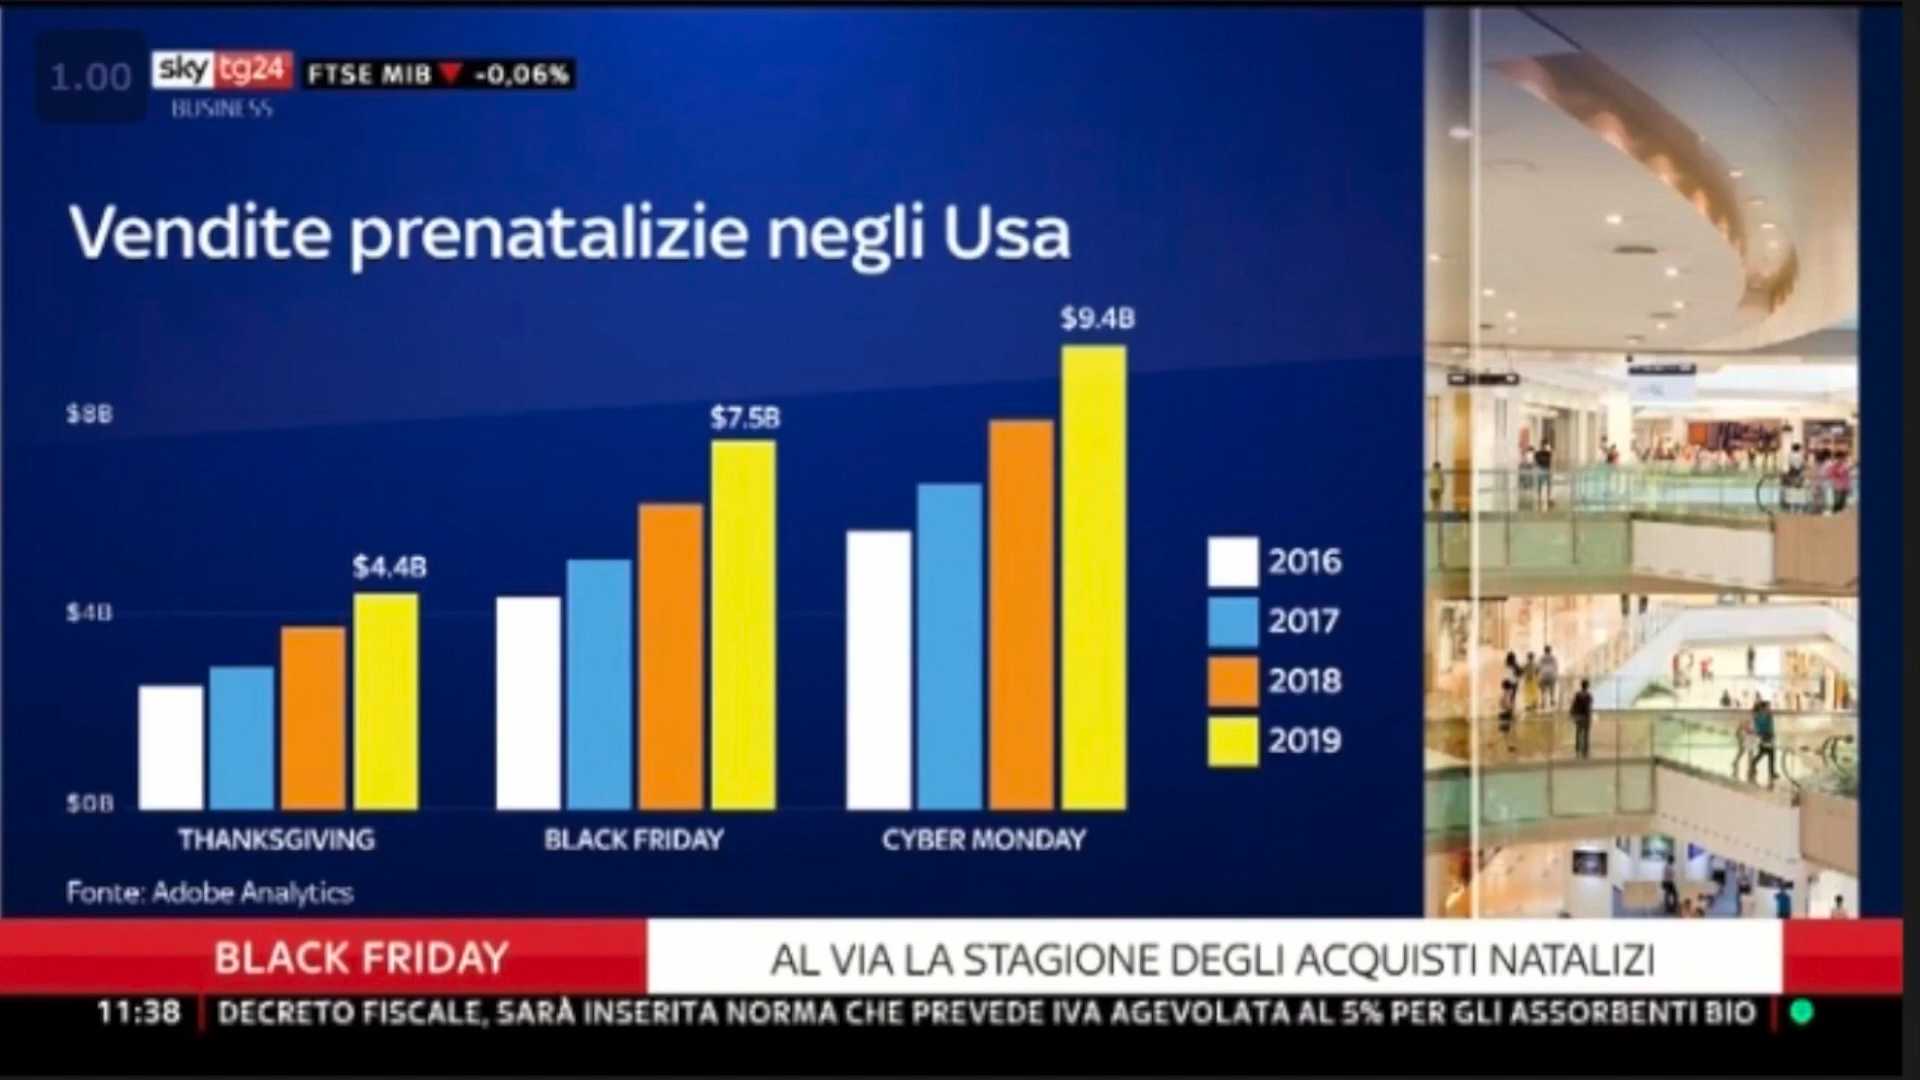 1.00
sky tg24 FTSE MIB -0,06%
BUSINESS
Vendite prenatalizie negli Usa
$9.4B
$8B
$7.5B
$4.4B
2016
$4B
2017
2018
2019
$0B
THANKSGIVING BLACK FRIDAY CYBER MONDAY
Fonte: Adobe Analytics
BLACK FRIDAY AL VIA LA STAGIONE DEGLI ACQUISTI NATALIZI
11:38 DECRETO FISCALE, SARÀ INSERITA NORMA CHE PREVEDE IVA AGEVOLATA AL 5% PER GLI ASSORBENTI BIO